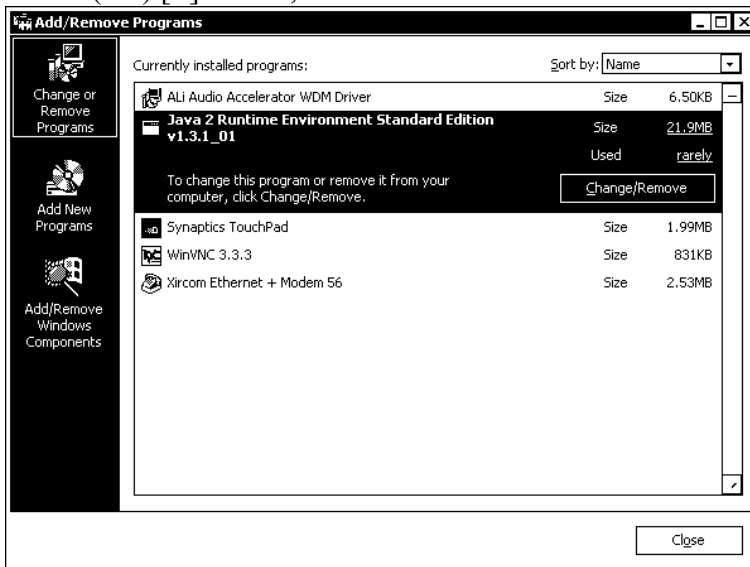 Add/Remove Programs
Change or
Remove
Programs
Add New
Programs
Add/Remove
Windows
Components
Currently installed programs:
Sort by: Name
ALi Audio Accelerator WDM Driver Size 6.50KB
Java 2 Runtime Environment Standard Edition
v1.3.1_01
Size 21.9MB
Used rarely
To change this program or remove it from your
computer, click Change/Remove.
Change/Remove
Synaptics TouchPad Size 1.99MB
WinVNC 3.3.3 Size 831KB
Xircom Ethernet + Modem 56 Size 2.53MB
Close